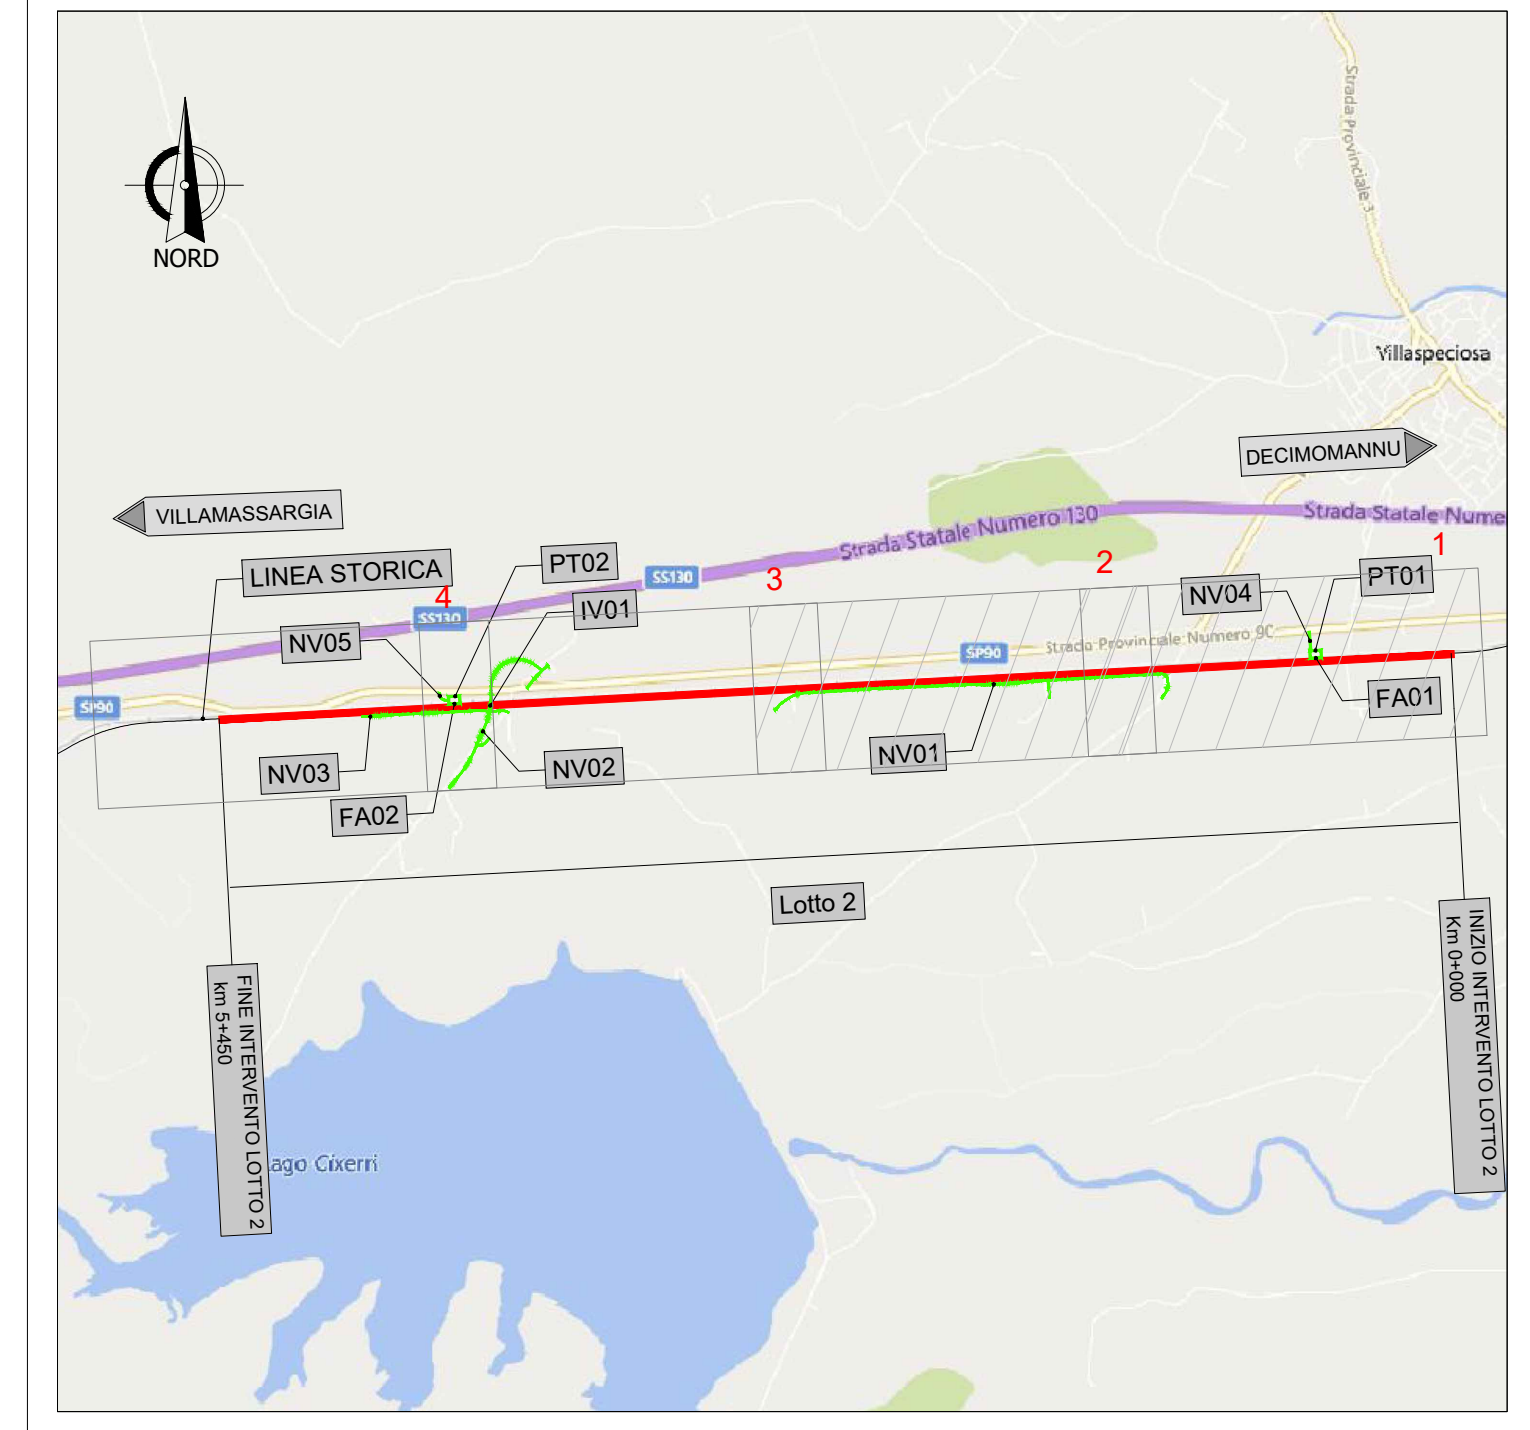 NORD
Strada Provinciale 3
Villaspeciosa
DECIMOMANNU
VILLAMASSARGIA
Strada Statale Numero 130
Strada Statale Nume
1
2
3
4
LINEA STORICA
PT02
SS130
SS130
IV01
NV05
NV04
PT01
SP90
Strada Provinciale Numero 9C
SP90
FA01
NV03
NV02
NV01
FA02
Lotto 2
INIZIO INTERVENTO LOTTO 2
Km 0+000
FINE INTERVENTO LOTTO 2
km 5+450
ago Cixerri